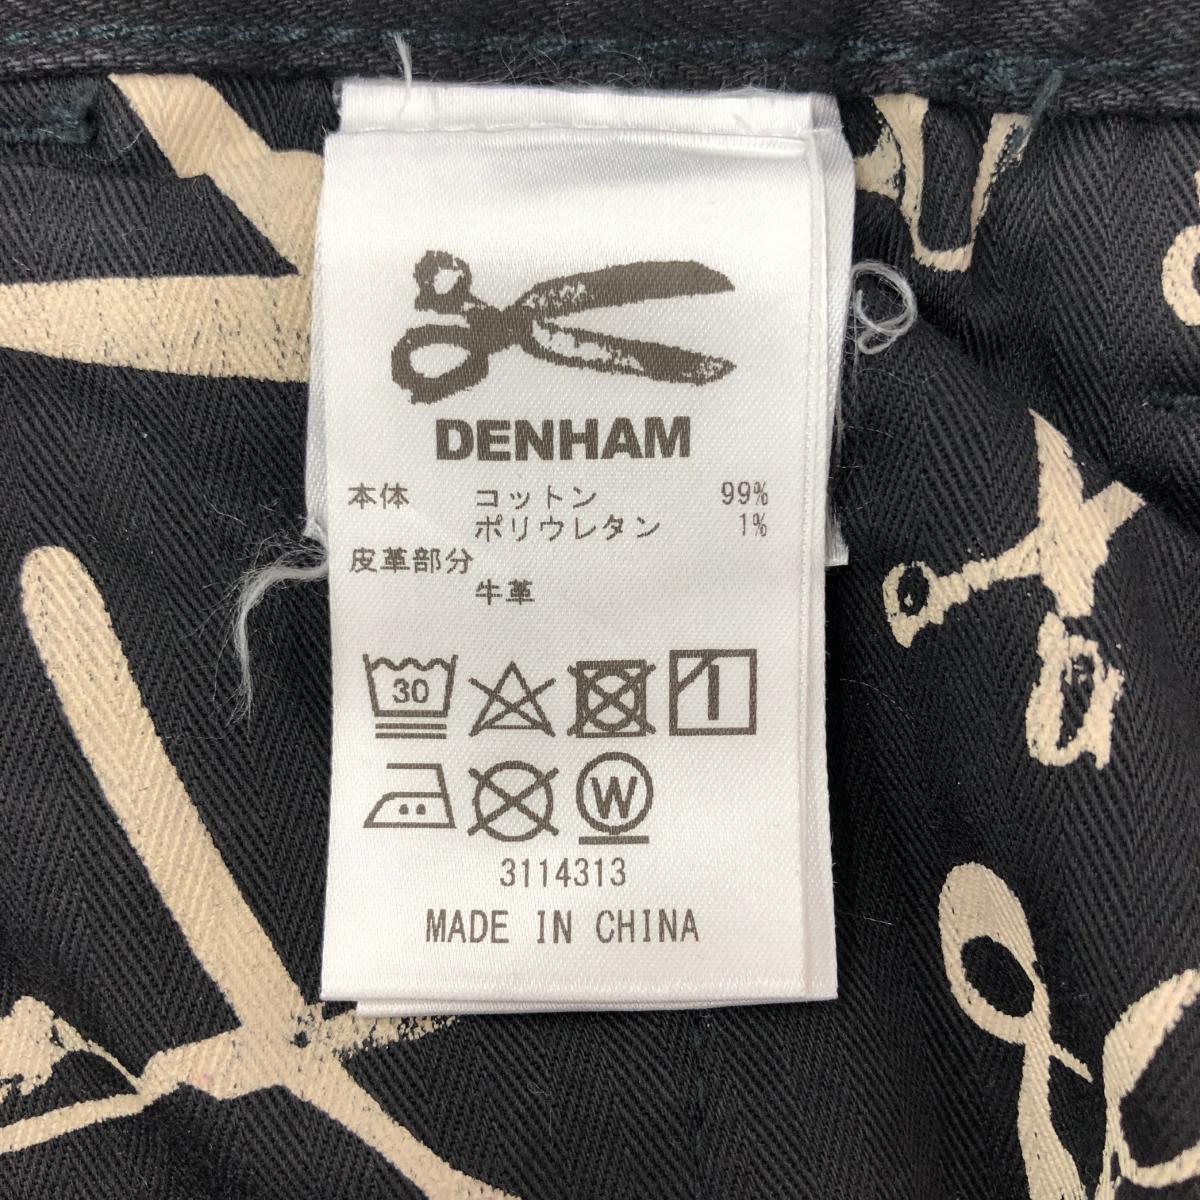 DENHAM
本体 コットン 99%
ポリウレタン 1%
皮革部分
牛革
30
W
3114313
MADE IN CHINA